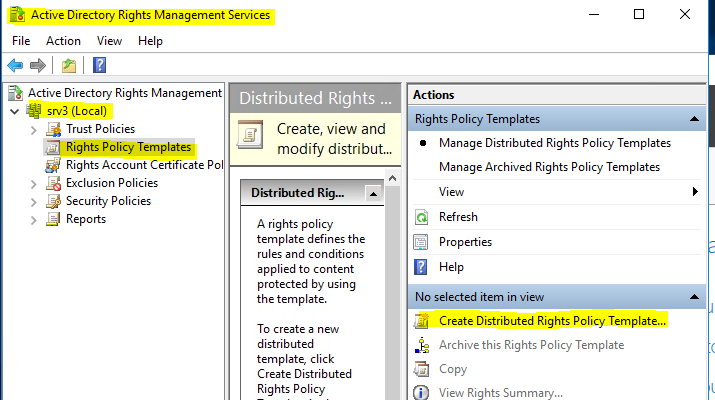 Active Directory Rights Management Services
File Action View Help
Active Directory Rights Management
srv3 (Local)
Trust Policies
Rights Policy Templates
Rights Account Certificate Pol
Exclusion Policies
Security Policies
Reports
Distributed Rights ...
Create, view and
modify distribut...
Distributed Rig...
A rights policy
template defines the
rules and conditions
applied to content
protected by using
the template.
To create a new
distributed
template, click
Create Distributed
Rights Policy
Actions
Rights Policy Templates
Manage Distributed Rights Policy Templates
Manage Archived Rights Policy Templates
View
Refresh
Properties
Help
No selected item in view
Create Distributed Rights Policy Template...
Archive this Rights Policy Template
Copy
View Rights Summary...